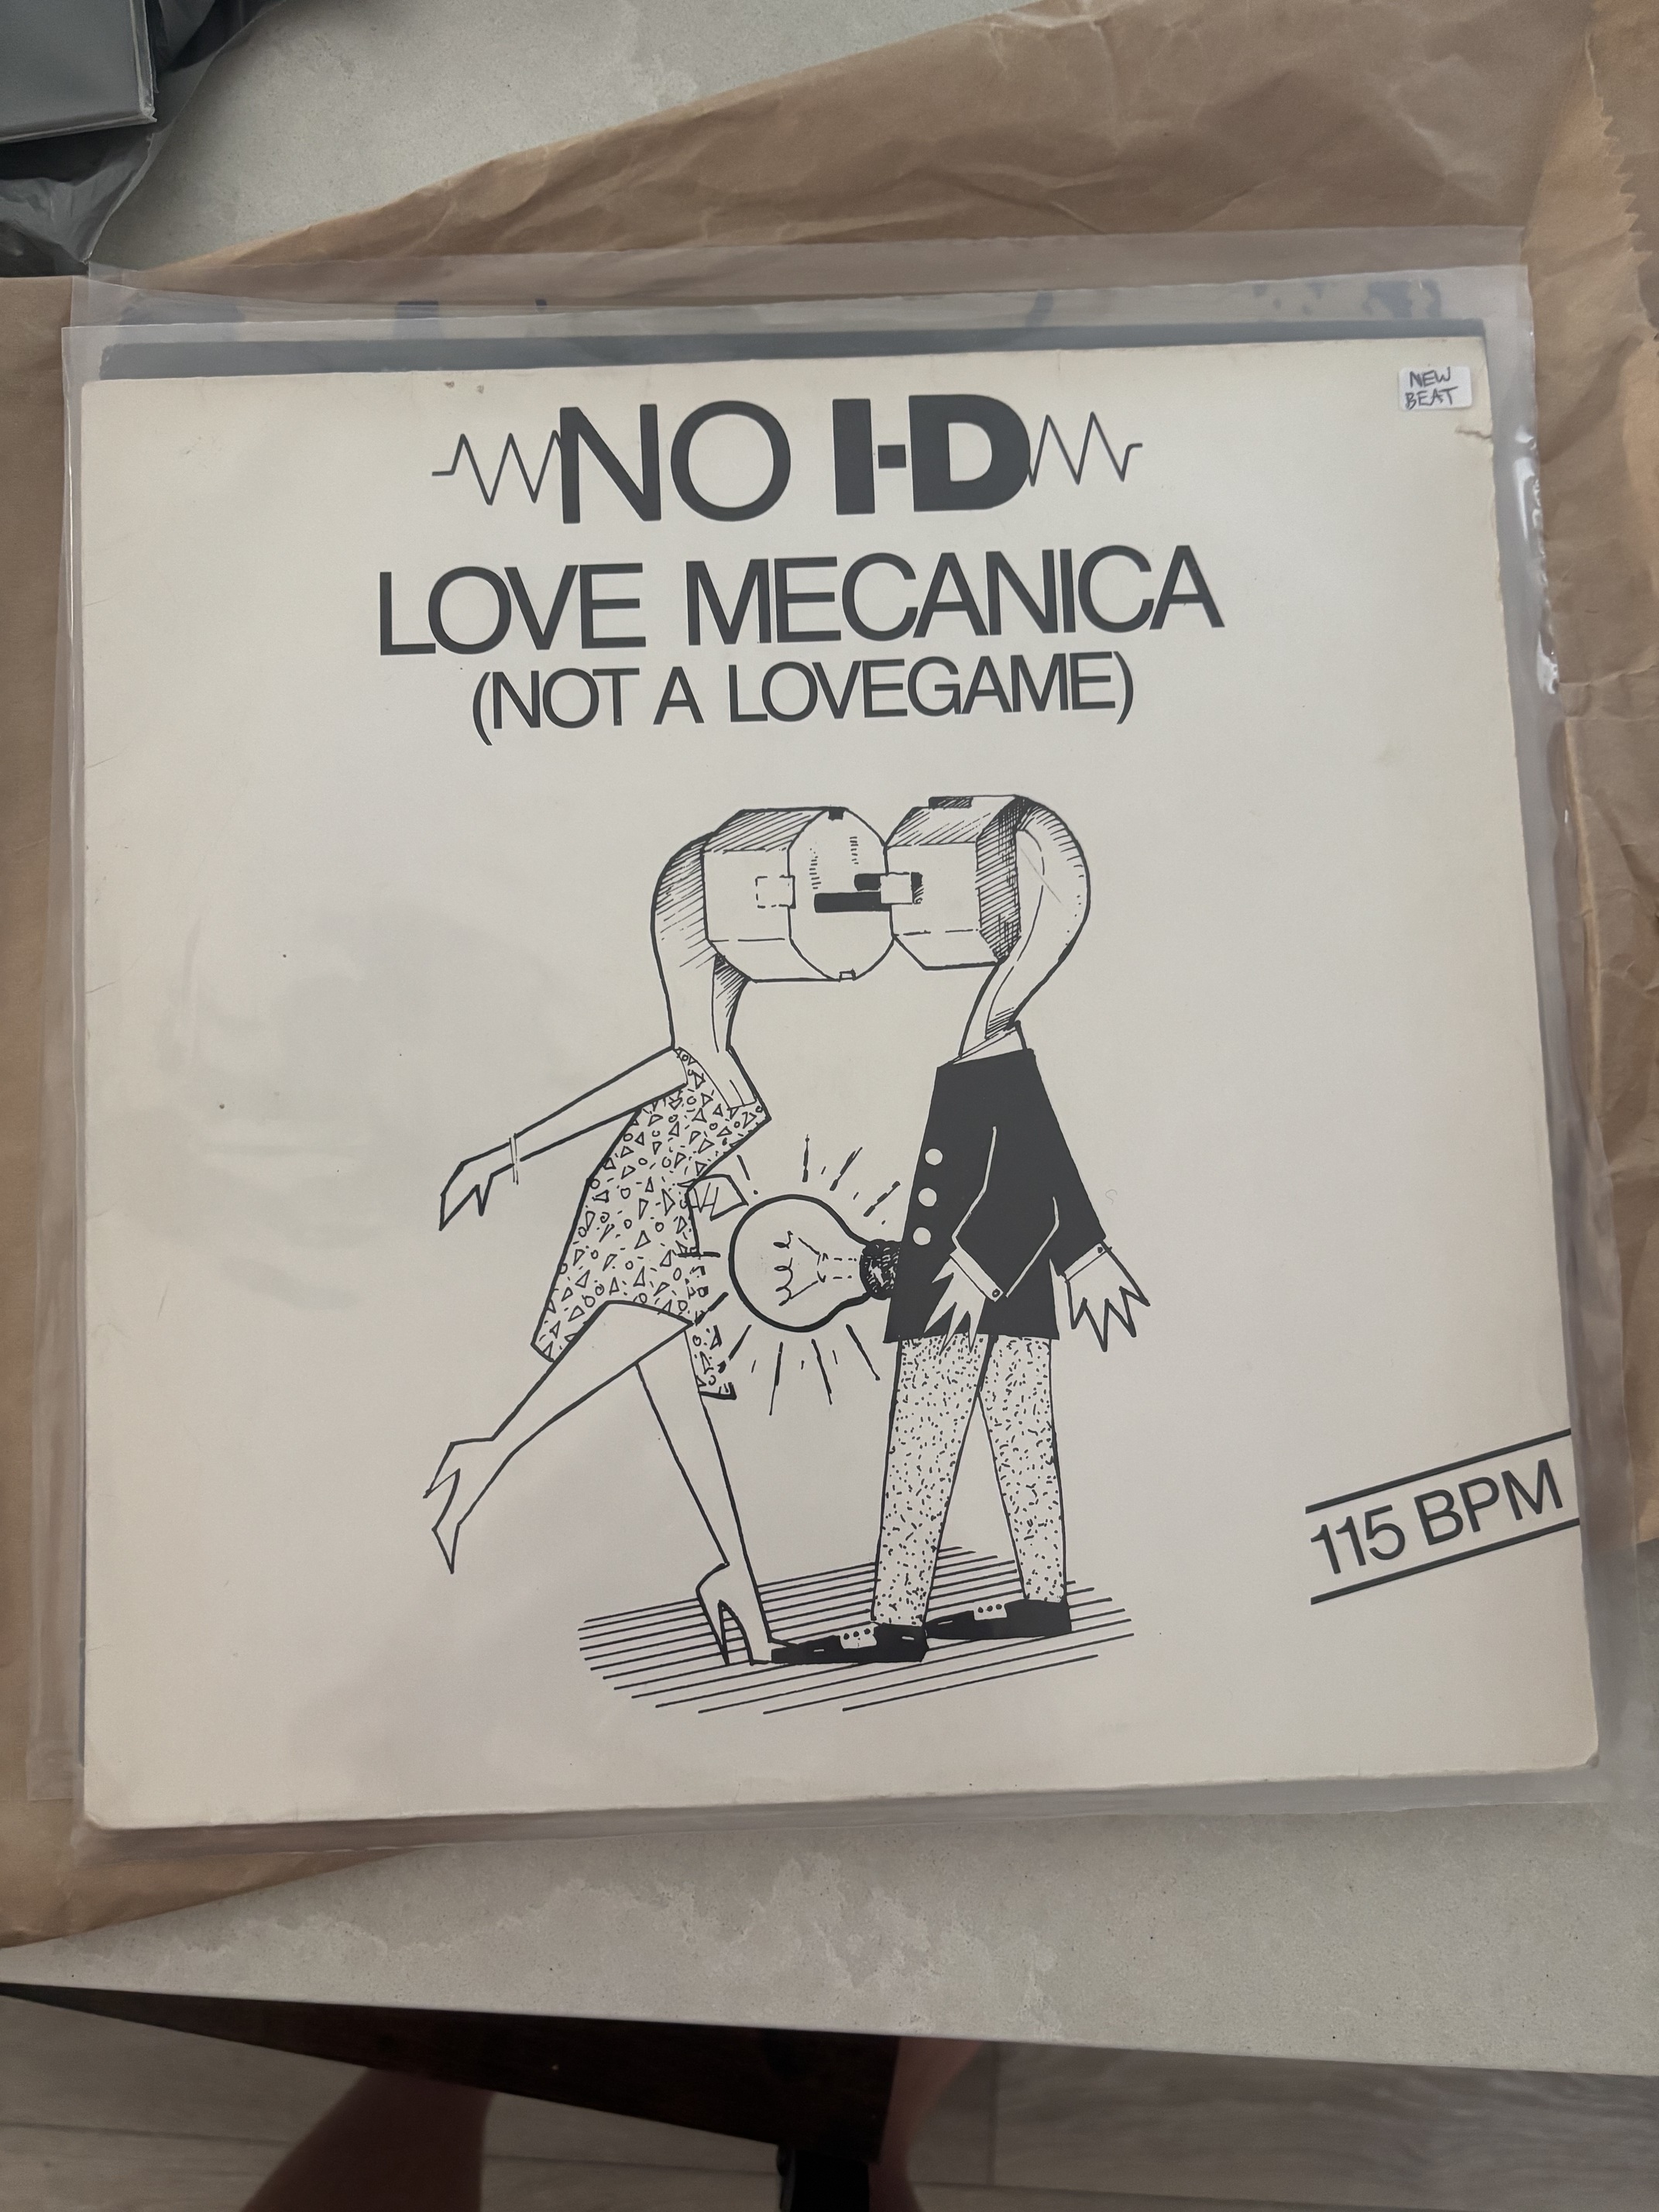 NEW
BEAT
NO I-D
LOVE MECANICA
(NOT A LOVEGAME)
115 BPM